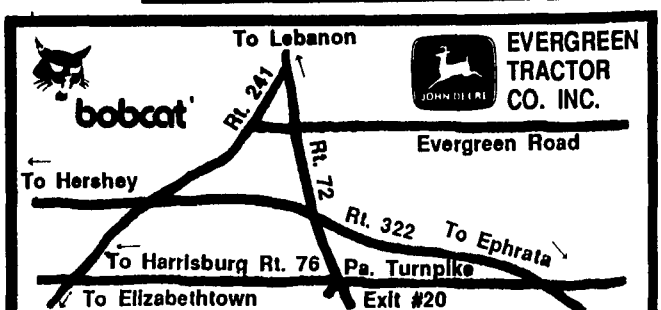 To Lebanon
EVERGREEN
TRACTOR
CO. INC.
JOHN DEERE
bobcat
Rt. 241
Evergreen Road
Rt. 72
To Hershey
Rt. 322
To Ephrata
To Harrisburg Rt. 76 Pa. Turnpike
To Elizabethtown
Exit #20